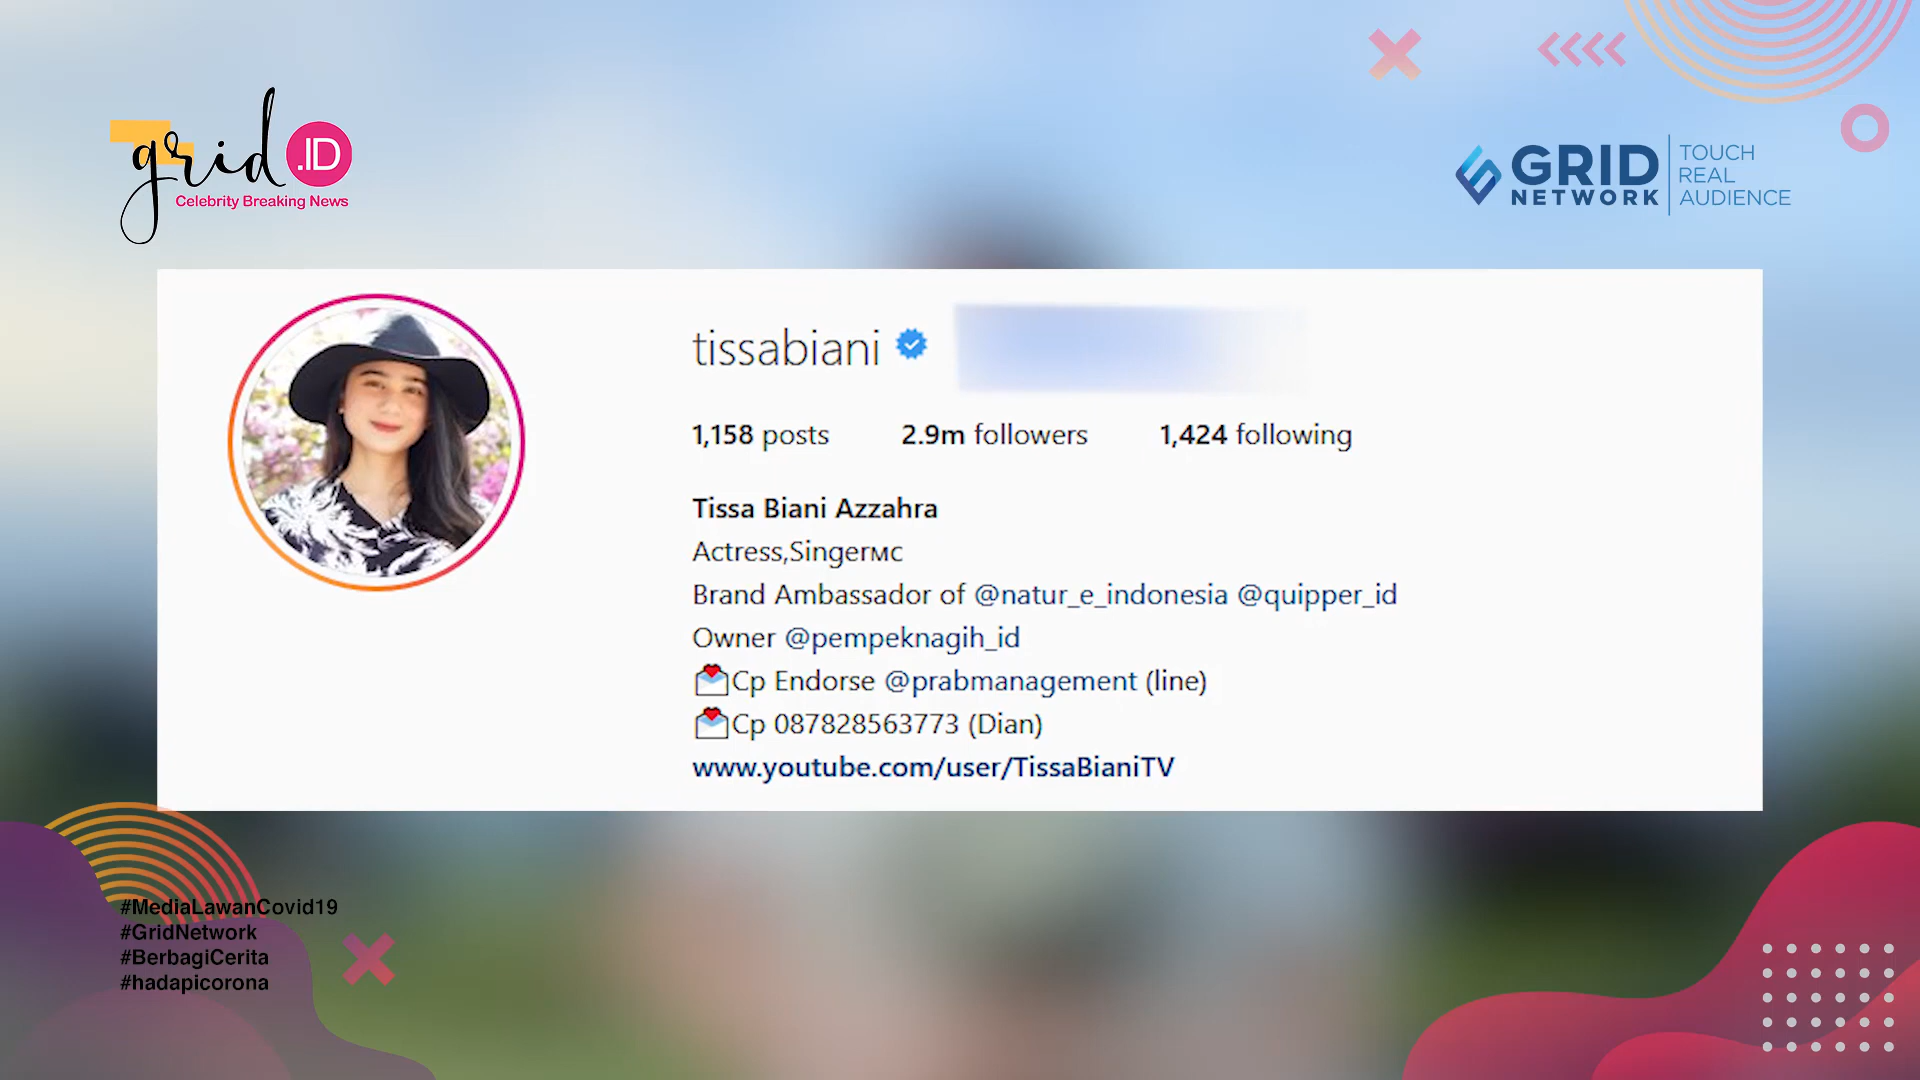 grid.ID
Celebrity Breaking News
GRID
NETWORK
TOUCH
REAL
AUDIENCE
tissabiani
1,158 posts 2.9m followers 1,424 following
Tissa Biani Azzahra
Actress,Singerмc
Brand Ambassador of @natur_e_indonesia @quipper_id
Owner @pempeknagih_id
💌Cp Endorse @prabmanagement (line)
💌Cp 087828563773 (Dian)
www.youtube.com/user/TissaBianiTV
#MediaLawanCovid19
#GridNetwork
#BerbagiCerita
#hadapicorona